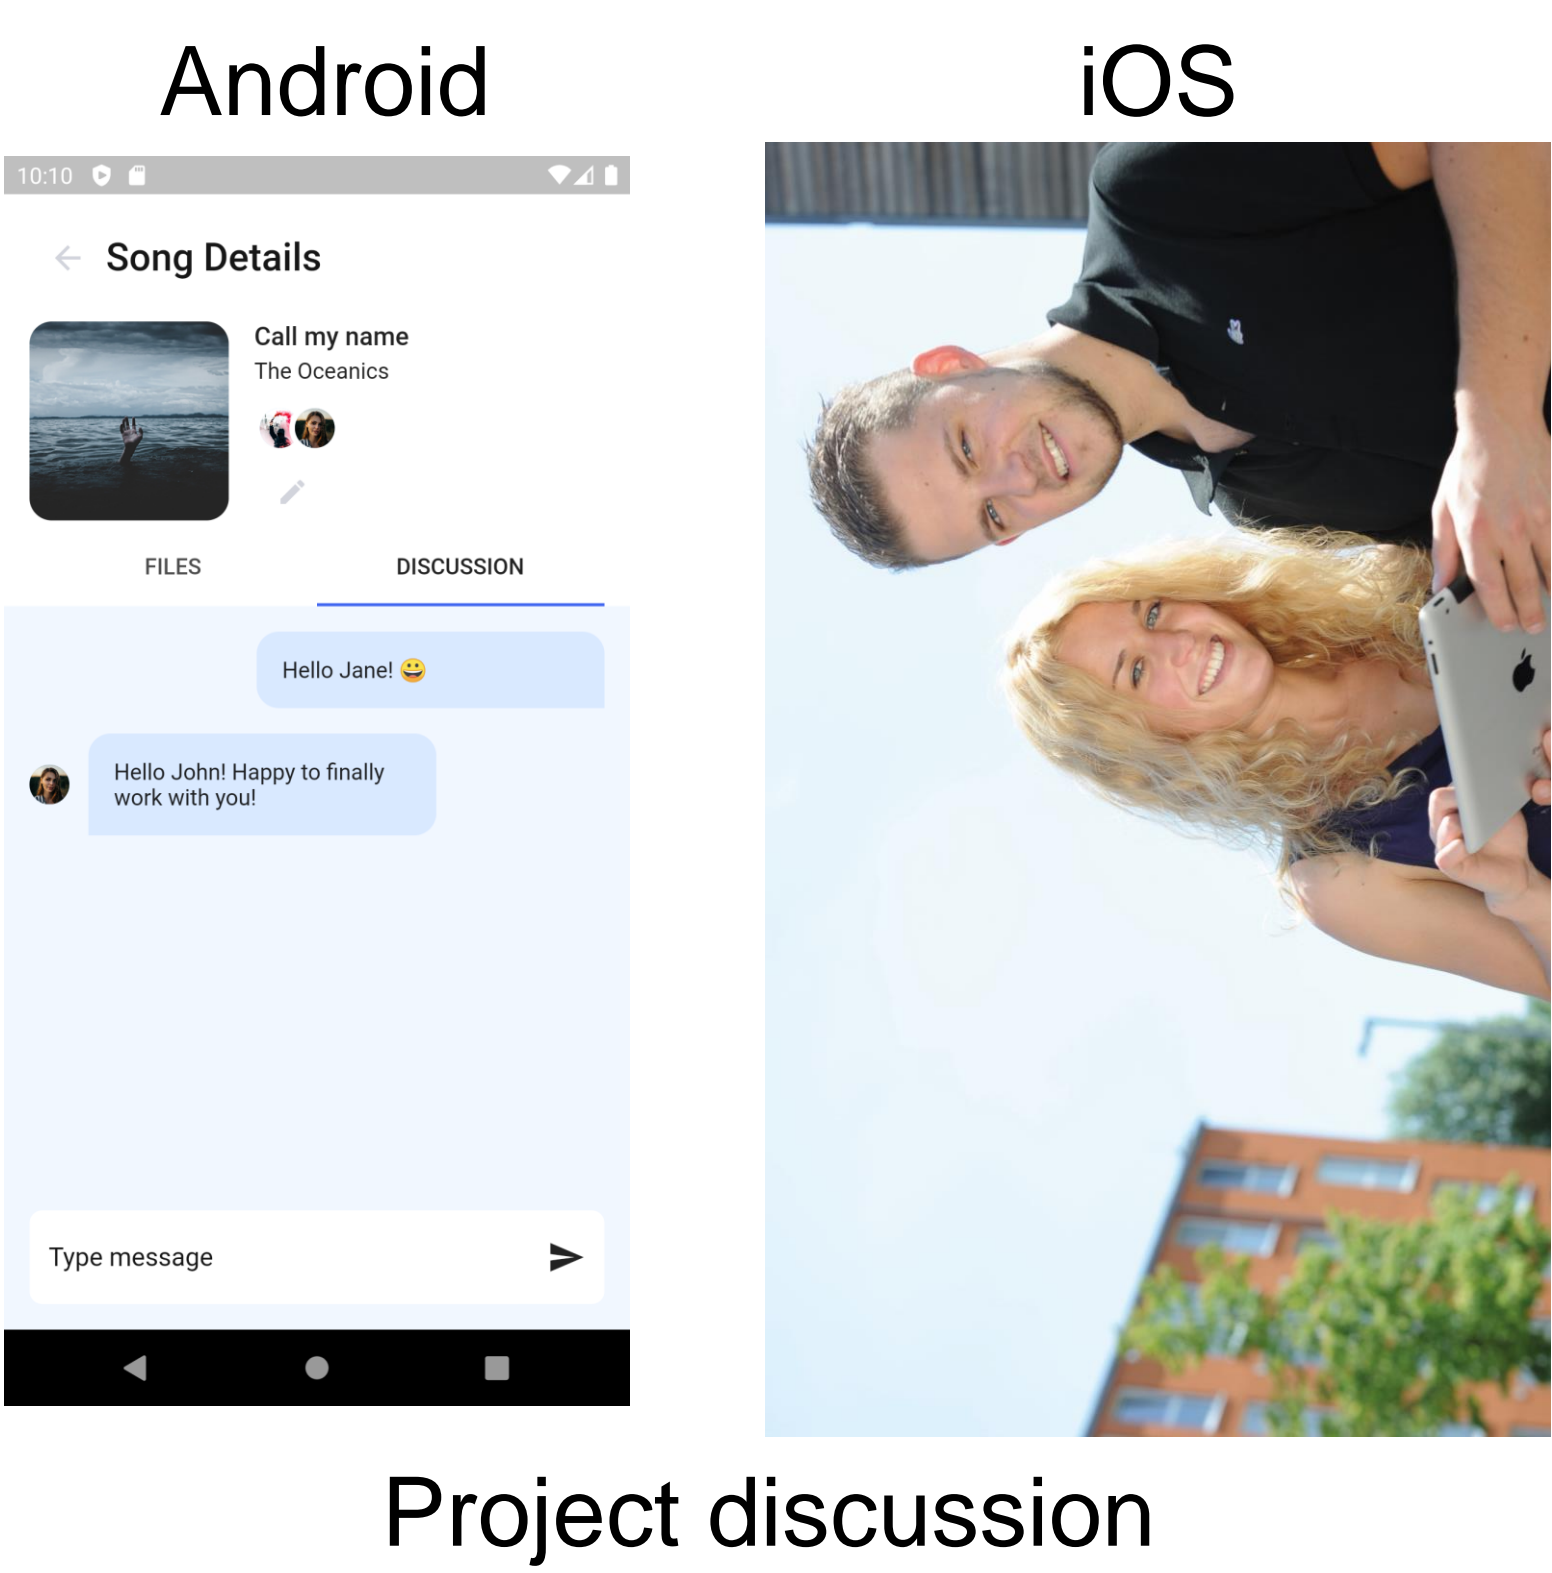 Android
iOS
10:10
Song Details
Call my name
The Oceanics
FILES
DISCUSSION
Hello Jane! 😀
Hello John! Happy to finally
work with you!
Type message
Project discussion